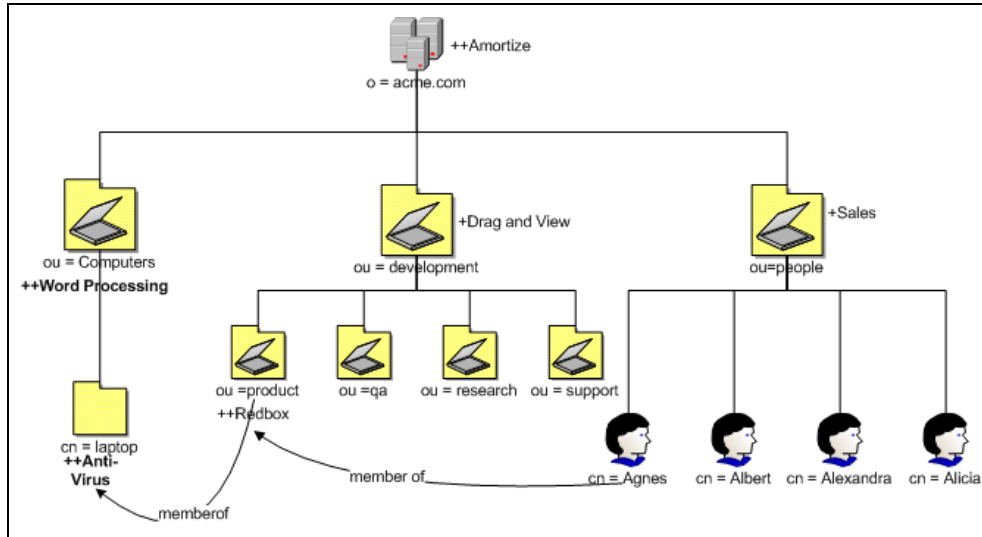 ++Amortize
o = acme.com
+Drag and View
+Sales
ou = Computers
ou = development
ou=people
++Word Processing
ou =product
ou =qa
ou = research
ou = support
++Redbox
cn = laptop
++Anti-
Virus
member of
cn = Agnes
cn = Albert
cn = Alexandra
cn = Alicia
memberof